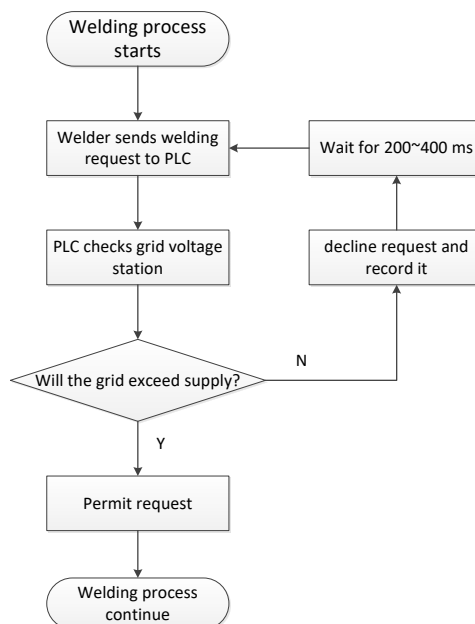 Welding process
starts
Welder sends welding
request to PLC
Wait for 200~400 ms
PLC checks grid voltage
station
decline request and
record it
Will the grid exceed supply?
N
Y
Permit request
Welding process
continue